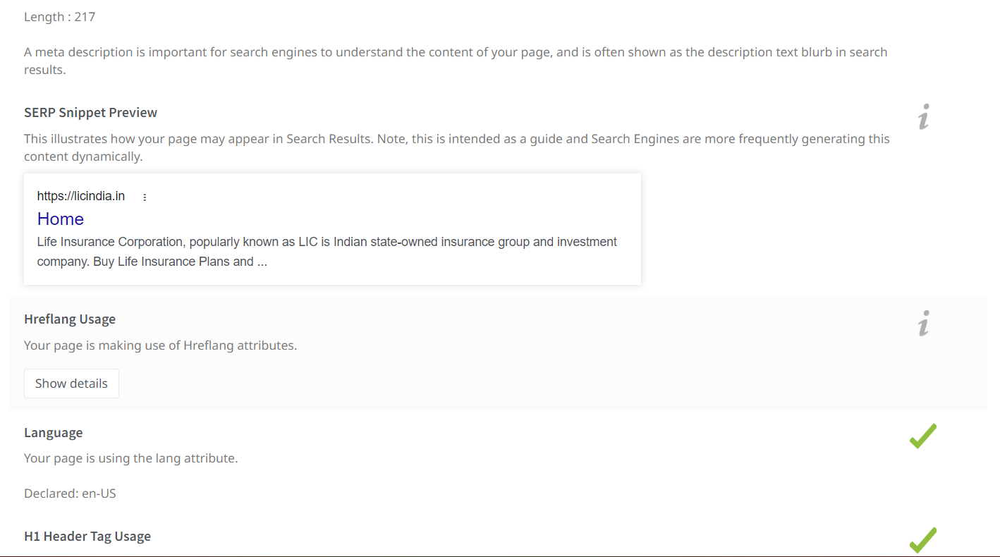 Length : 217
A meta description is important for search engines to understand the content of your page, and is often shown as the description text blurb in search
results.
SERP Snippet Preview
This illustrates how your page may appear in Search Results. Note, this is intended as a guide and Search Engines are more frequently generating this
content dynamically.
https://licindia.in
Home
Life Insurance Corporation, popularly known as LIC is Indian state-owned insurance group and investment
company. Buy Life Insurance Plans and ...
Hreflang Usage
Your page is making use of Hreflang attributes.
Show details
Language
Your page is using the lang attribute.
Declared: en-US
H1 Header Tag Usage